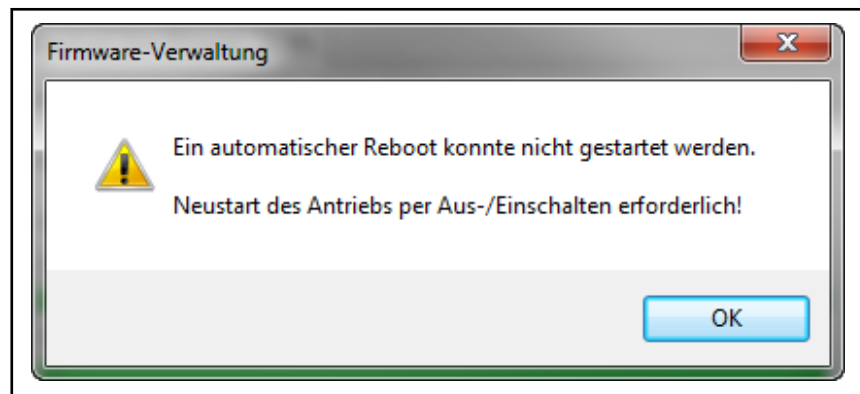 Firmware-Verwaltung
Ein automatischer Reboot konnte nicht gestartet werden.
Neustart des Antriebs per Aus-/Einschalten erforderlich!
OK